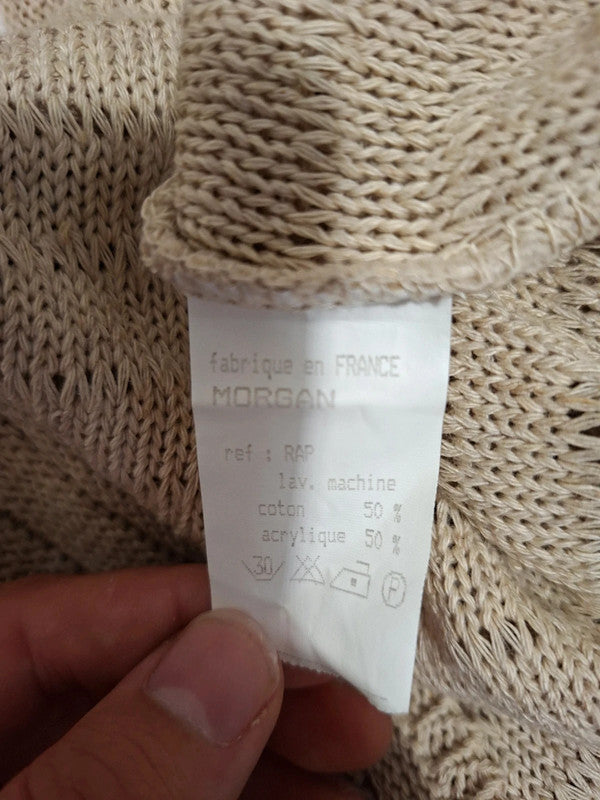 fabrique en FRANCE
MORGAN
ref : RAP
lav. machine
coton 50 %
acrylique 50 %
30 P